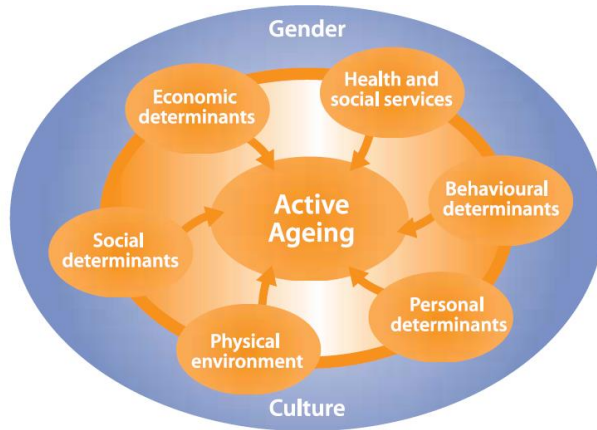 Gender
Economic
determinants
Health and
social services
Active
Ageing
Behavioural
determinants
Social
determinants
Personal
determinants
Physical
environment
Culture